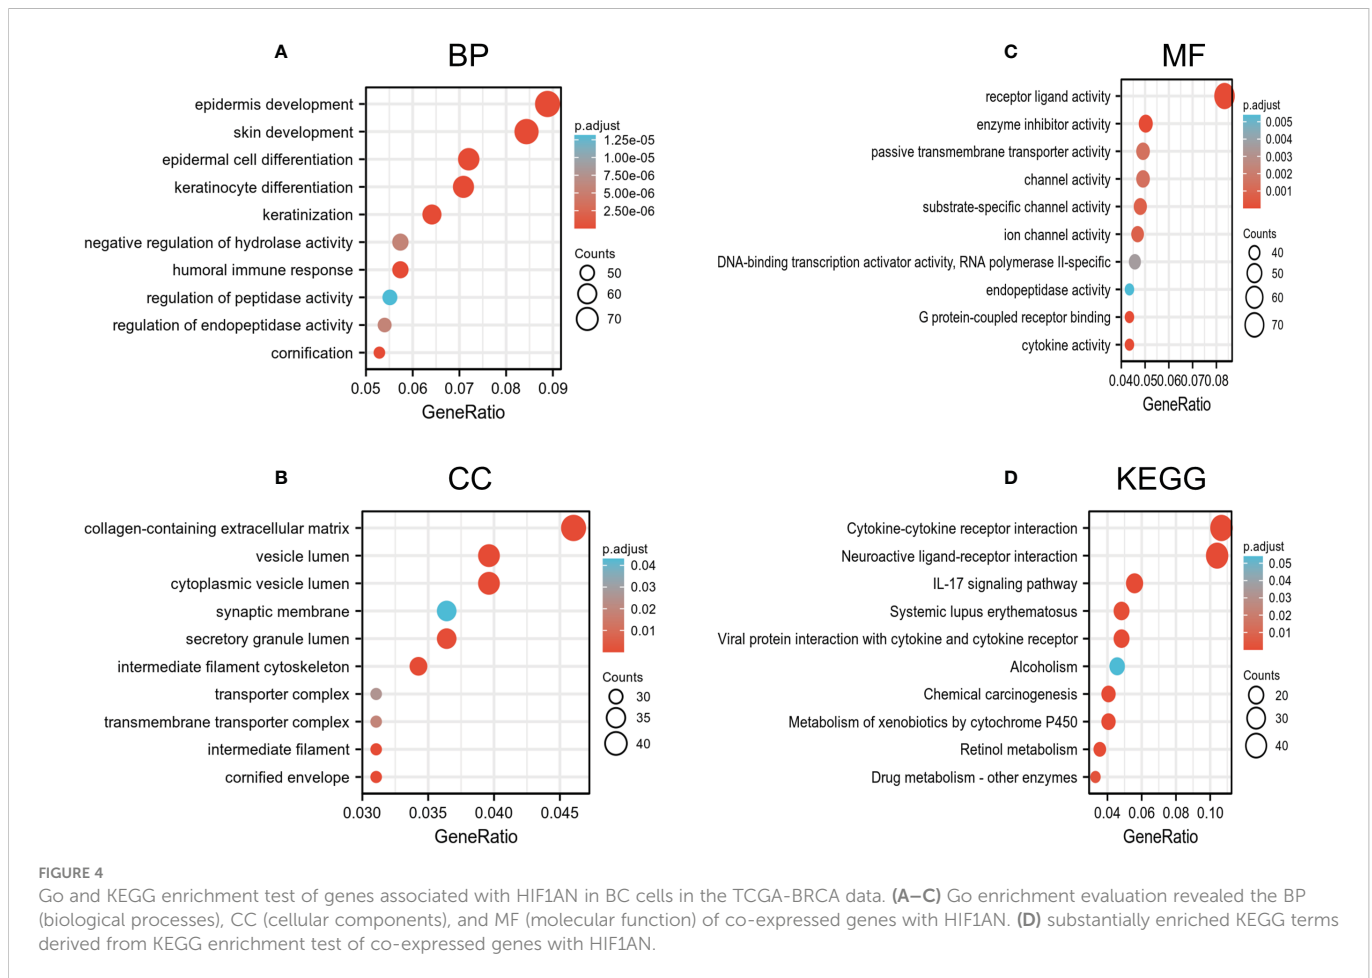 A
BP
epidermis development
skin development
epidermal cell differentiation
keratinocyte differentiation
keratinization
negative regulation of hydrolase activity
humoral immune response
regulation of peptidase activity
regulation of endopeptidase activity
cornification
0.05 0.06 0.07 0.08 0.09
GeneRatio
p.adjust
1.25e-05
1.00e-05
7.50e-06
5.00e-06
2.50e-06
Counts
50
60
70
C
MF
receptor ligand activity
enzyme inhibitor activity
passive transmembrane transporter activity
channel activity
substrate-specific channel activity
ion channel activity
DNA-binding transcription activator activity, RNA polymerase II-specific
endopeptidase activity
G protein-coupled receptor binding
cytokine activity
0.040.050.060.070.08
GeneRatio
p.adjust
0.005
0.004
0.003
0.002
0.001
Counts
40
50
60
70
B
CC
collagen-containing extracellular matrix
vesicle lumen
cytoplasmic vesicle lumen
synaptic membrane
secretory granule lumen
intermediate filament cytoskeleton
transporter complex
transmembrane transporter complex
intermediate filament
cornified envelope
0.030 0.035 0.040 0.045
GeneRatio
p.adjust
0.04
0.03
0.02
0.01
Counts
30
35
40
D
KEGG
Cytokine-cytokine receptor interaction
Neuroactive ligand-receptor interaction
IL-17 signaling pathway
Systemic lupus erythematosus
Viral protein interaction with cytokine and cytokine receptor
Alcoholism
Chemical carcinogenesis
Metabolism of xenobiotics by cytochrome P450
Retinol metabolism
Drug metabolism - other enzymes
0.04 0.06 0.08 0.10
GeneRatio
p.adjust
0.05
0.04
0.03
0.02
0.01
Counts
20
30
40
FIGURE 4
Go and KEGG enrichment test of genes associated with HIF1AN in BC cells in the TCGA-BRCA data. (A–C) Go enrichment evaluation revealed the BP
(biological processes), CC (cellular components), and MF (molecular function) of co-expressed genes with HIF1AN. (D) substantially enriched KEGG terms
derived from KEGG enrichment test of co-expressed genes with HIF1AN.